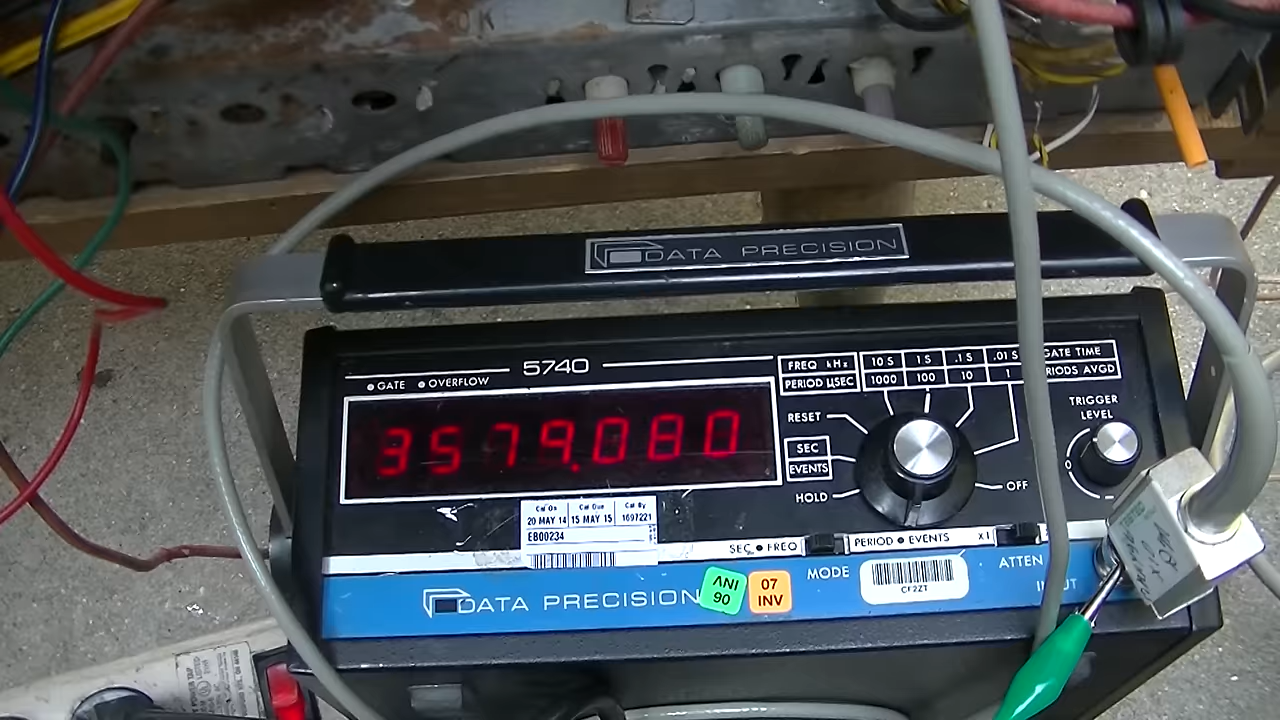 DATA PRECISION
5740
GATE OVERFLOW
3579.080
FREQ kHz 10 S 1 S .1 S .01 S GATE TIME
PERIOD µSEC 1000 100 10 1 RIODS AVGD
RESET
SEC
EVENTS
HOLD
OFF
TRIGGER
LEVEL
0
Cal On Cal Due Cal By
20 MAY 14 15 MAY 15 1697221
EB00234
SEC FREQ PERIOD EVENTS X1
MODE
ATTEN
INPUT
CF2ZT
DATA PRECISION
ANI
90
07
INV